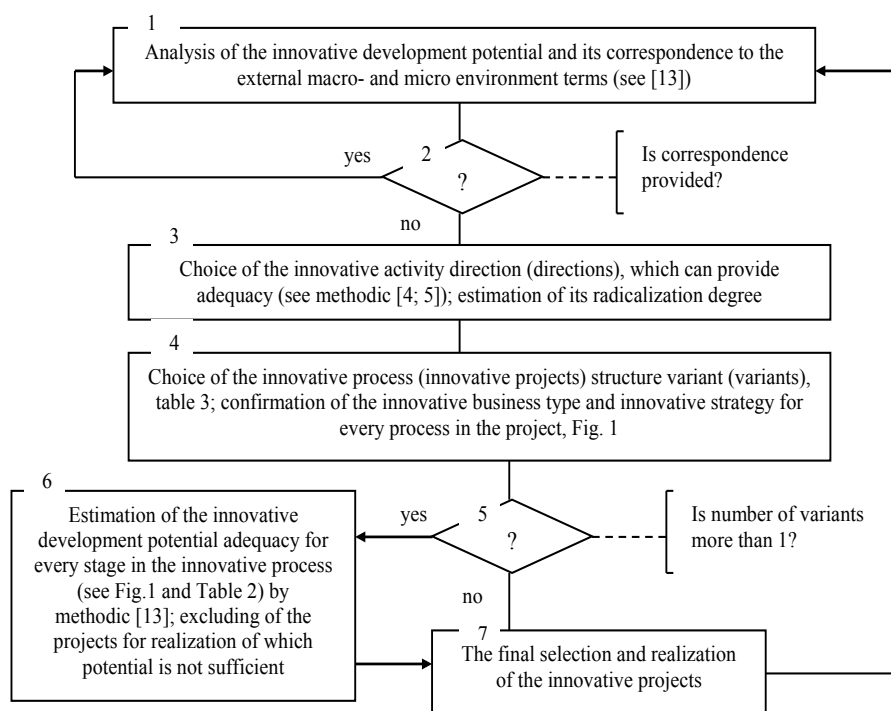 1
Analysis of the innovative development potential and its correspondence to the
external macro- and micro environment terms (see [13])
yes
2
?
Is correspondence
provided?
no
3
Choice of the innovative activity direction (directions), which can provide
adequacy (see methodic [4; 5]); estimation of its radicalization degree
4
Choice of the innovative process (innovative projects) structure variant (variants),
table 3; confirmation of the innovative business type and innovative strategy for
every process in the project, Fig. 1
6
Estimation of the innovative
development potential adequacy for
every stage in the innovative process
(see Fig.1 and Table 2) by
methodic [13]; excluding of the
projects for realization of which
potential is not sufficient
yes
5
?
Is number of variants
more than 1?
no
7
The final selection and realization
of the innovative projects